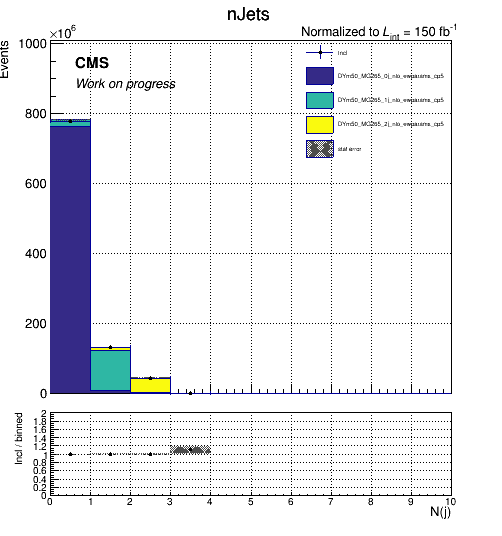 nJets
Normalized to L_int = 150 fb^-1
×10^6
Events
CMS
Work on progress
Incl
DYm50_MG265_0j_nlo_ewparams_cp5
DYm50_MG265_1j_nlo_ewparams_cp5
DYm50_MG265_2j_nlo_ewparams_cp5
stat error
1000
800
600
400
200
0
Incl / binned
2
1.8
1.6
1.4
1.2
1
0.8
0.6
0.4
0.2
0
0 1 2 3 4 5 6 7 8 9 10
N(j)